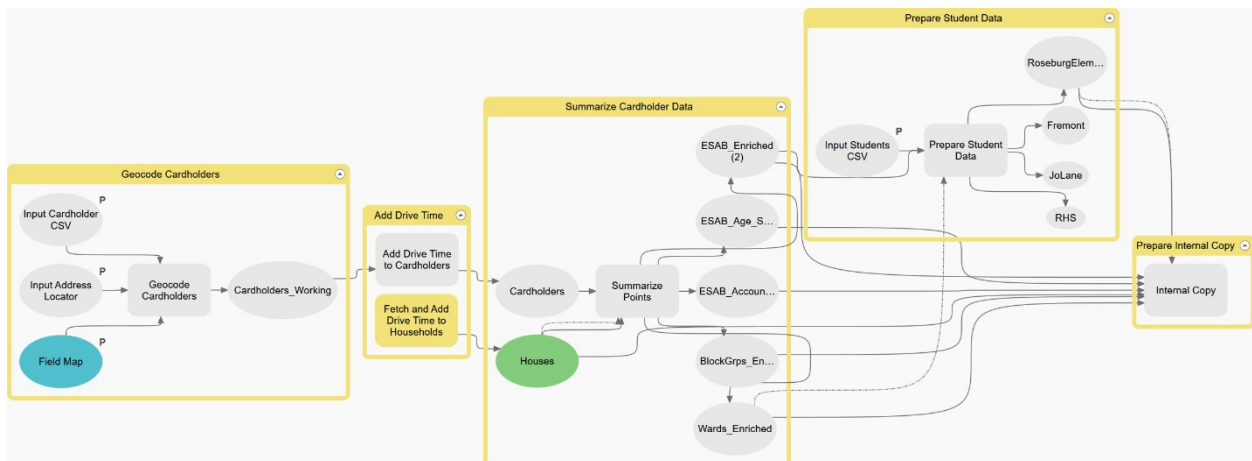 Geocode Cardholders
Input Cardholder
CSV
P
Input Address
Locator
P
Field Map
P
Geocode
Cardholders
Cardholders_Working
Add Drive Time
Add Drive Time
to Cardholders
Fetch and Add
Drive Time to
Households
Summarize Cardholder Data
Cardholders
Houses
Summarize
Points
ESAB_Enriched
(2)
ESAB_Age_S...
ESAB_Accoun...
BlockGrps_En...
Wards_Enriched
Prepare Student Data
Input Students
CSV
P
Prepare Student
Data
RoseburgElem...
Fremont
JoLane
RHS
Prepare Internal Copy
Internal Copy